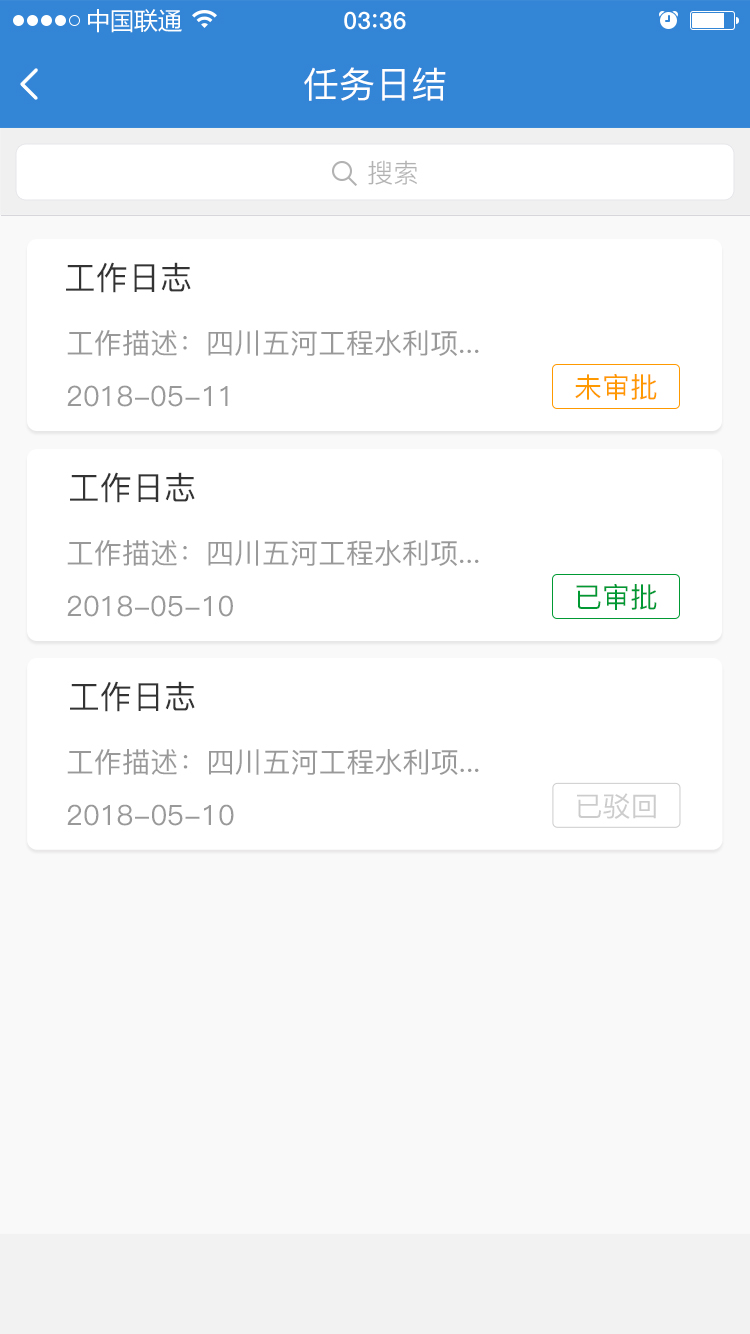 中国联通 03:36
任务日结
搜索
工作日志
工作描述：四川五河工程水利项...
2018-05-11
未审批
工作日志
工作描述：四川五河工程水利项...
2018-05-10
已审批
工作日志
工作描述：四川五河工程水利项...
2018-05-10
已驳回